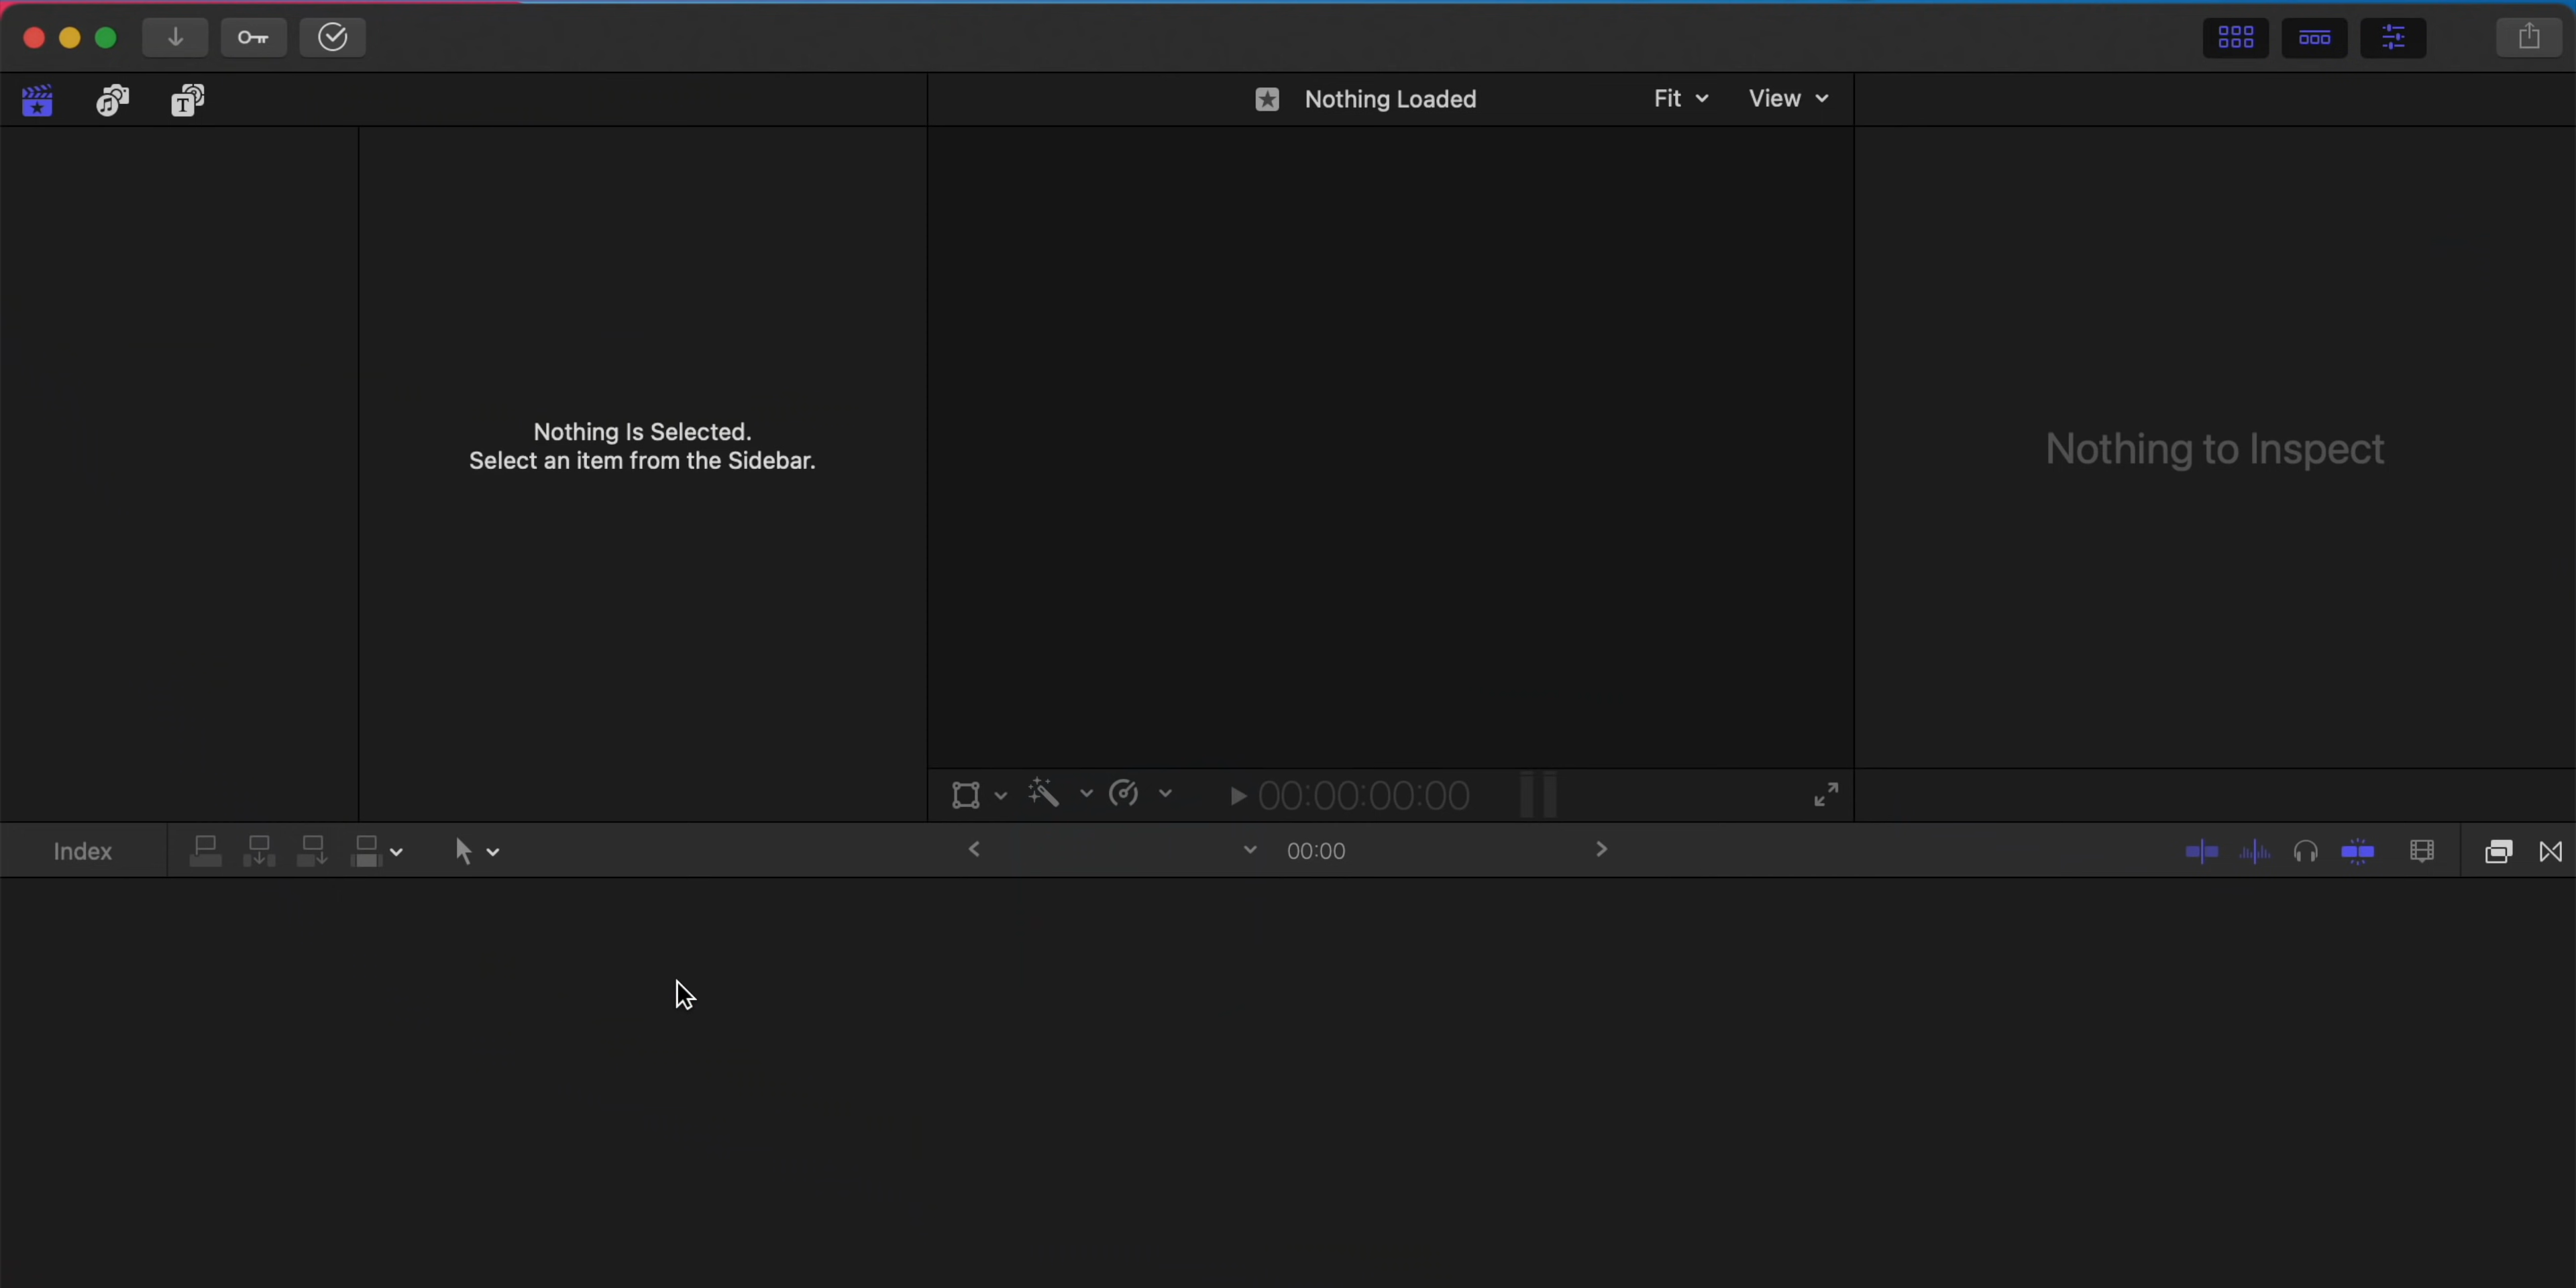 Nothing Loaded
Fit
View
Nothing Is Selected.
Select an item from the Sidebar.
Nothing to Inspect
00:00:00:00
Index
00:00